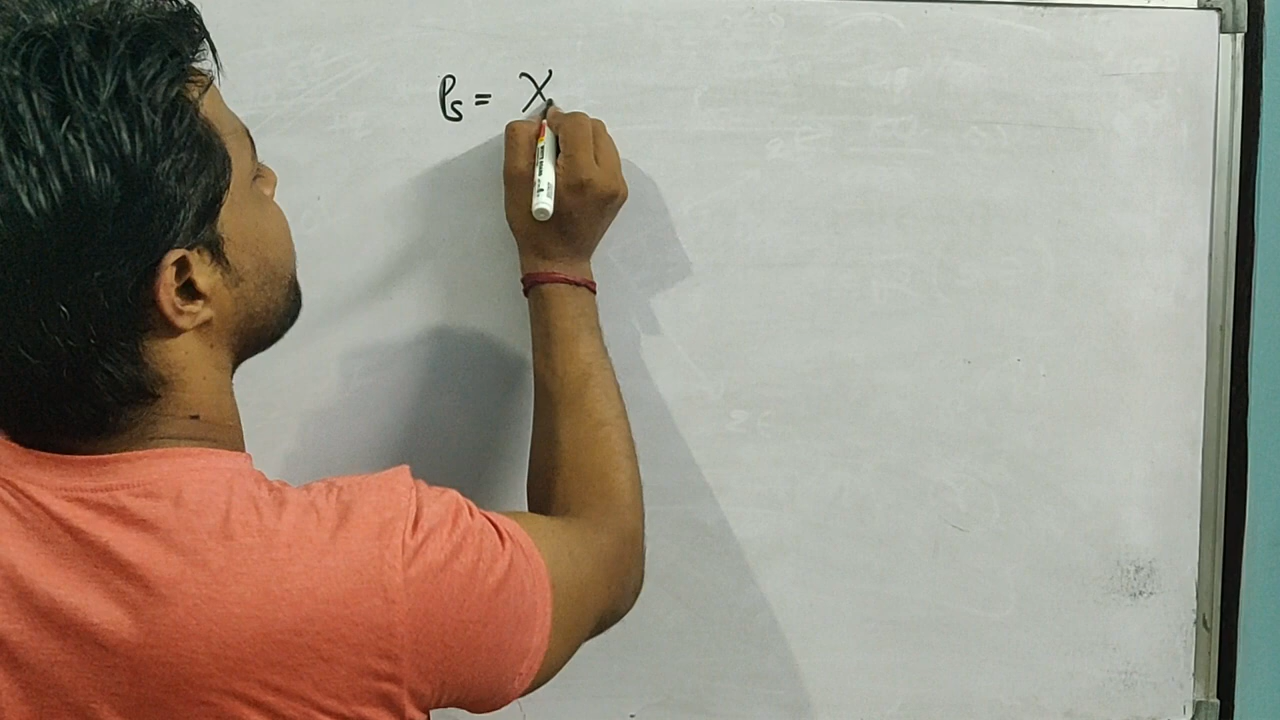 Ps = X